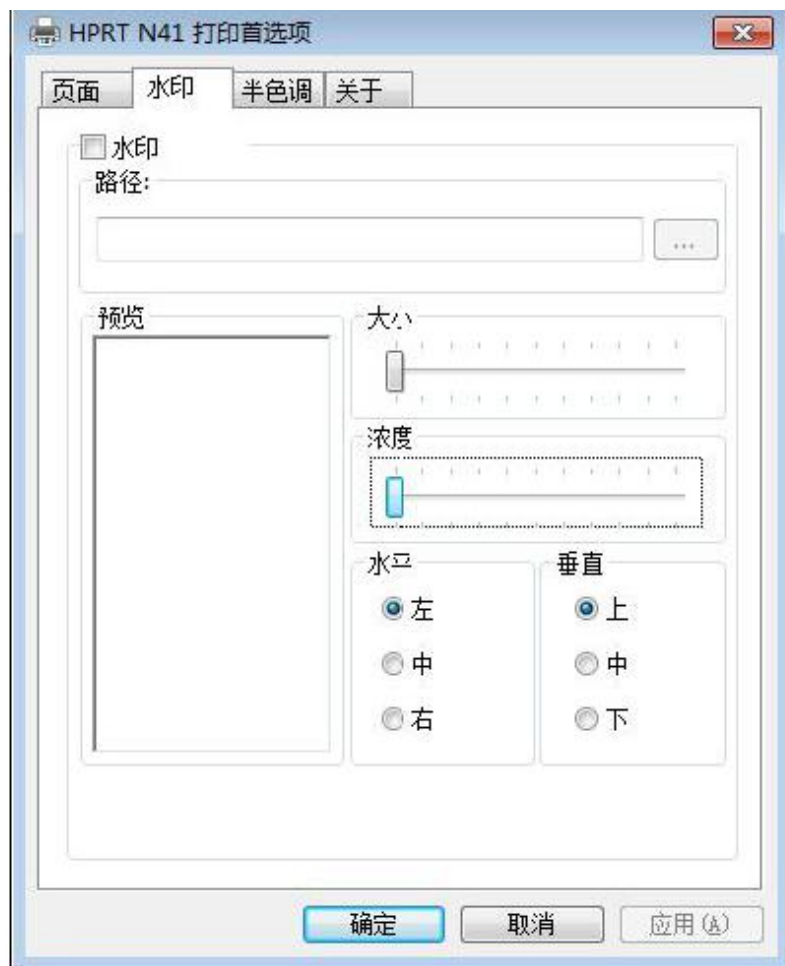 HPRT N41 打印首选项
页面 水印 半色调 关于
水印
路径:
...
预览
大小
浓度
水平
左
中
右
垂直
上
中
下
确定 取消 应用(A)